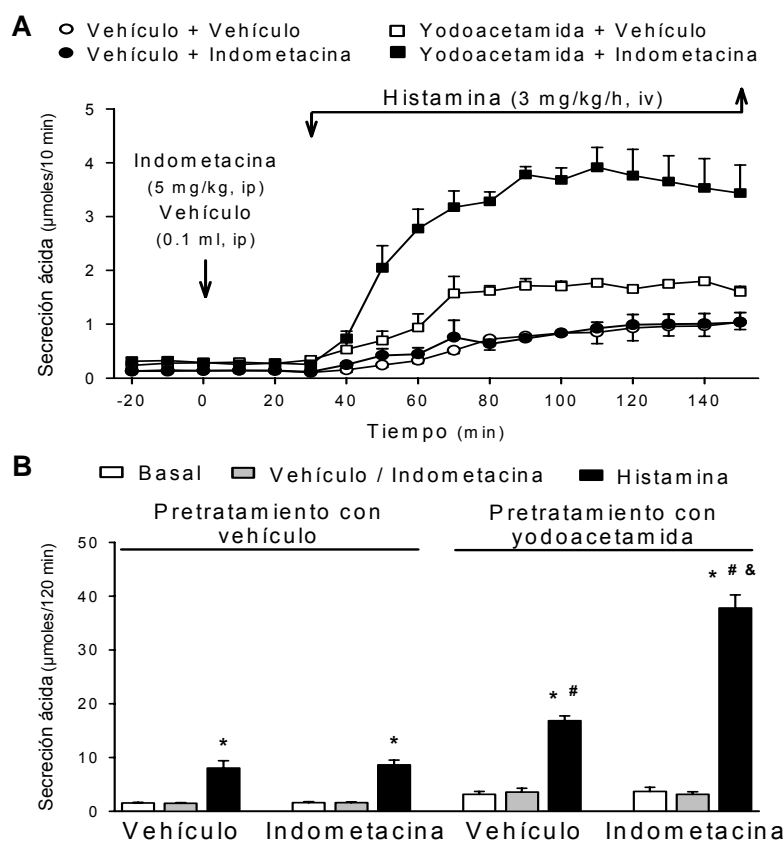 A
Vehículo + Vehículo
Yodoacetamida + Vehículo
Vehículo + Indometacina
Yodoacetamida + Indometacina
Histamina (3 mg/kg/h, iv)
Indometacina
(5 mg/kg, ip)
Vehículo
(0.1 ml, ip)
Secreción ácida (μmoles/10 min)
5
4
3
2
1
0
-20 0 20 40 60 80 100 120 140
Tiempo (min)
B
Basal
Vehículo / Indometacina
Histamina
Pretratamiento con
vehículo
Pretratamiento con
yodoacetamida
Secreción ácida (μmoles/120 min)
50
40
30
20
10
0
*
*
* #
* # &
Vehículo Indometacina Vehículo Indometacina